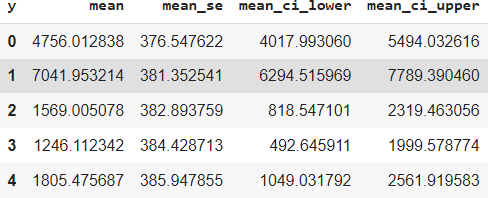 y mean mean_se mean_ci_lower mean_ci_upper
0 4756.012838 376.547622 4017.993060 5494.032616
1 7041.953214 381.352541 6294.515969 7789.390460
2 1569.005078 382.893759 818.547101 2319.463056
3 1246.112342 384.428713 492.645911 1999.578774
4 1805.475687 385.947855 1049.031792 2561.919583